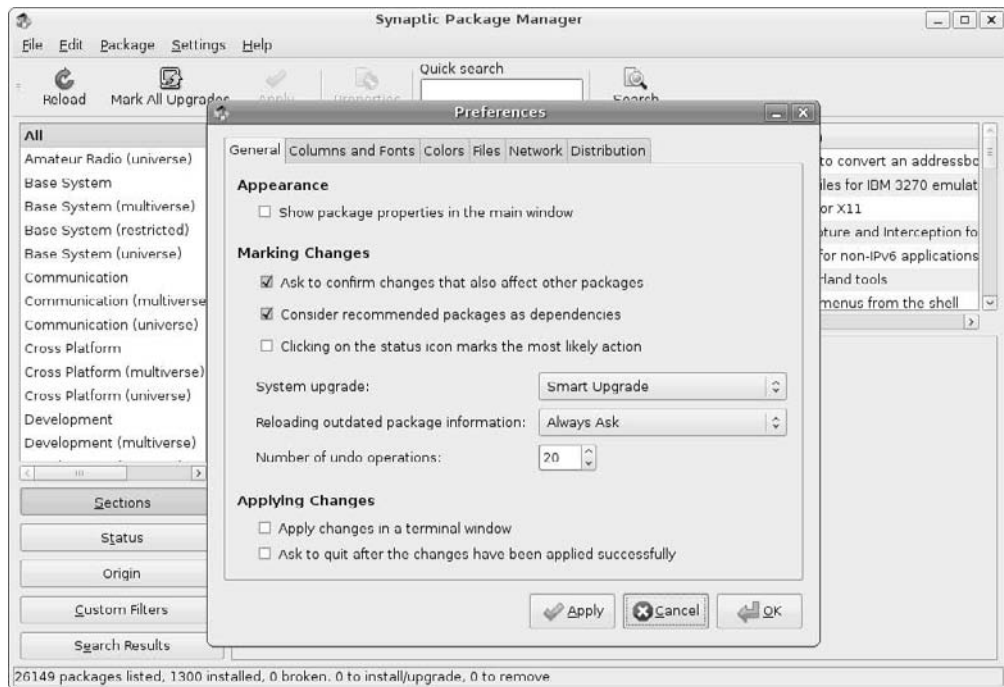 Synaptic Package Manager
File Edit Package Settings Help
Quick search
Reload Mark All Upgrades Apply Properties Search
Preferences
General Columns and Fonts Colors Files Network Distribution
Appearance
Show package properties in the main window
Marking Changes
Ask to confirm changes that also affect other packages
Consider recommended packages as dependencies
Clicking on the status icon marks the most likely action
System upgrade: Smart Upgrade
Reloading outdated package information: Always Ask
Number of undo operations: 20
Applying Changes
Apply changes in a terminal window
Ask to quit after the changes have been applied successfully
Apply Cancel OK
All
Amateur Radio (universe)
Base System
Base System (multiverse)
Base System (restricted)
Base System (universe)
Communication
Communication (multiverse
Communication (universe)
Cross Platform
Cross Platform (multiverse)
Cross Platform (universe)
Development
Development (multiverse)
Sections
Status
Origin
Custom Filters
Search Results
to convert an addressbo
iles for IBM 3270 emulat
or X11
oture and Interception fo
for non-IPv6 applications
rland tools
menus from the shell
26149 packages listed, 1300 installed, 0 broken. 0 to install/upgrade, 0 to remove